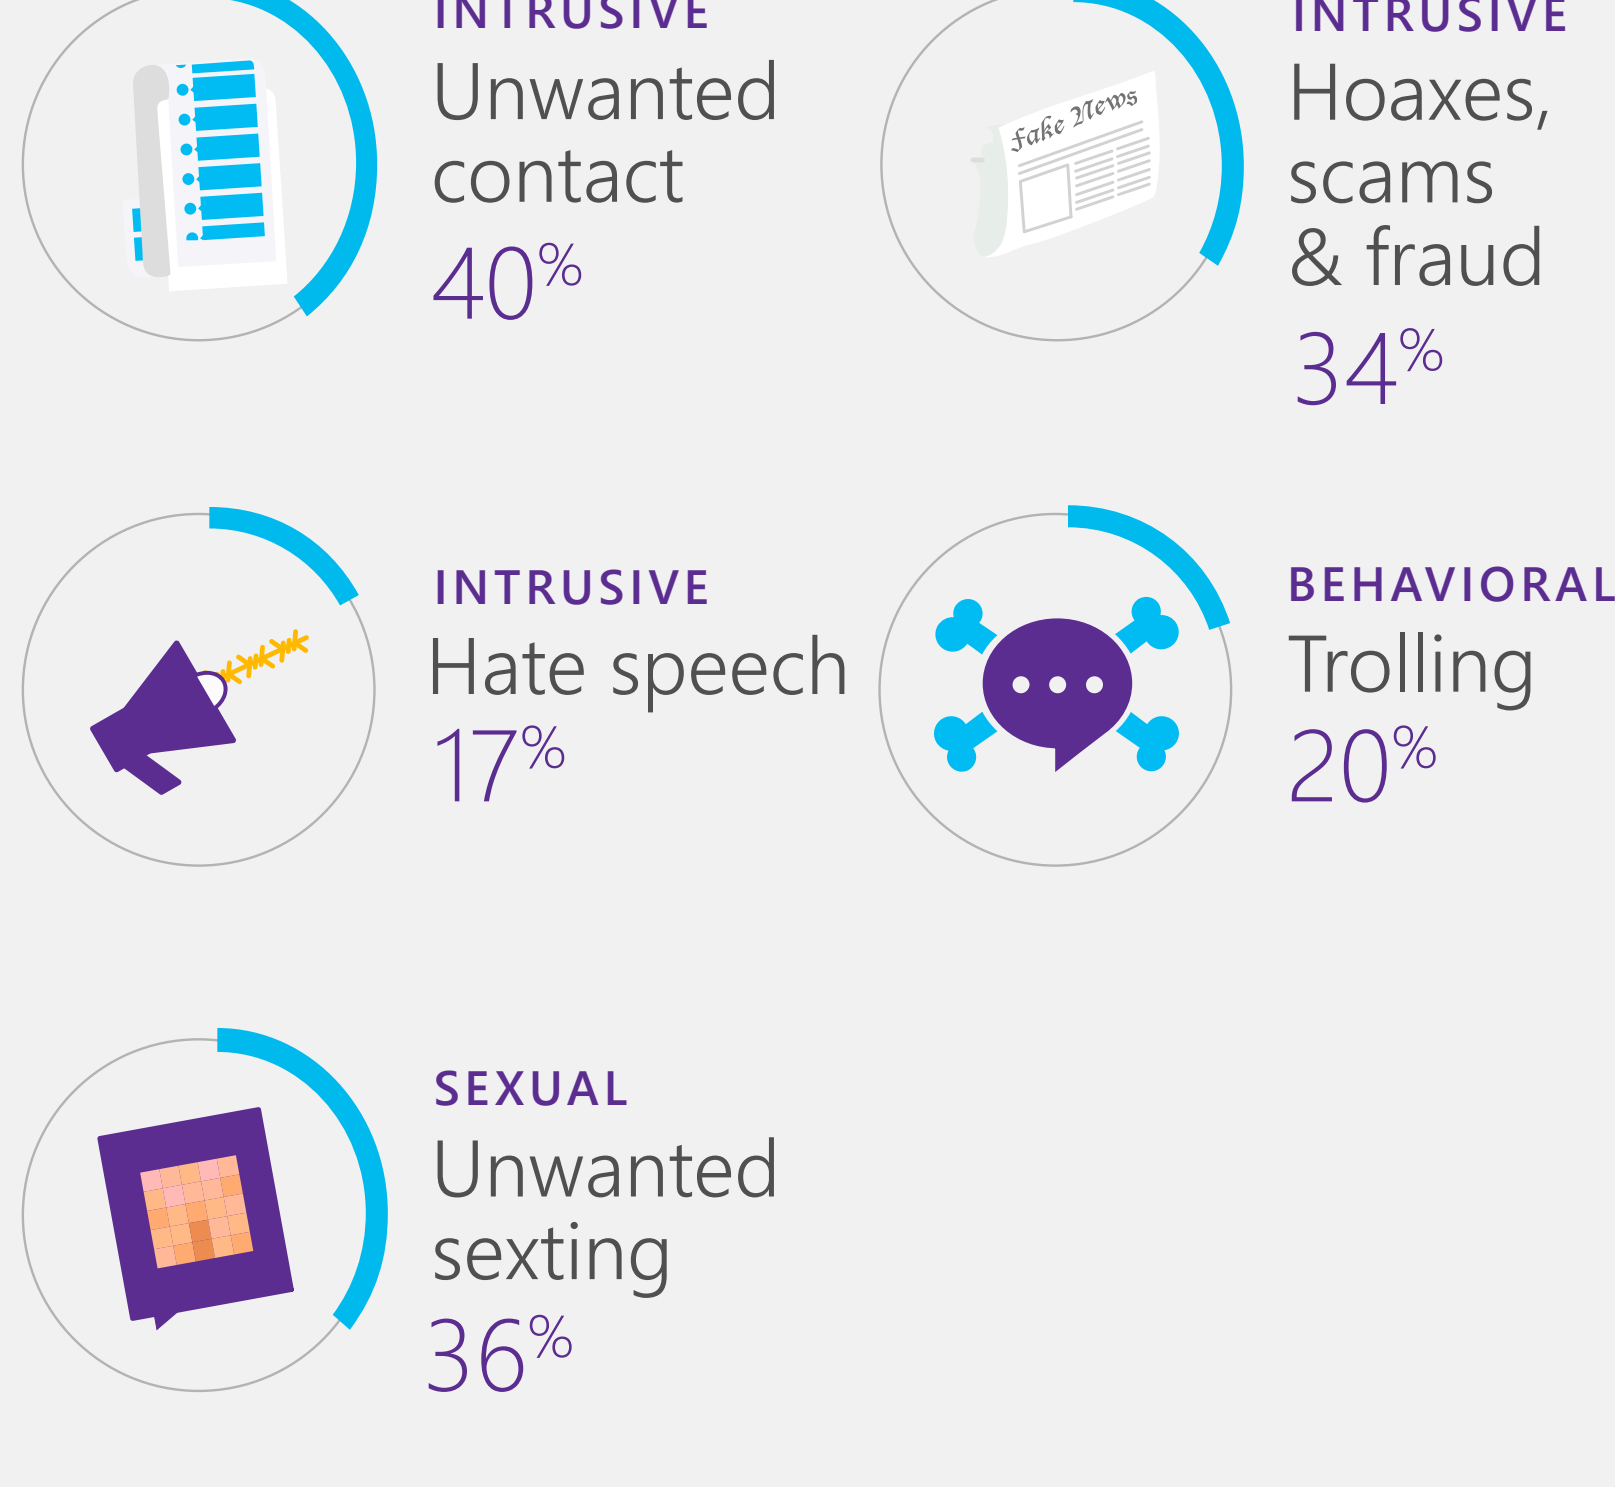 INTRUSIVE
Unwanted
contact
40%
INTRUSIVE
Hoaxes,
scams
& fraud
34%
Fake News
INTRUSIVE
Hate speech
17%
BEHAVIORAL
Trolling
20%
SEXUAL
Unwanted
sexting
36%